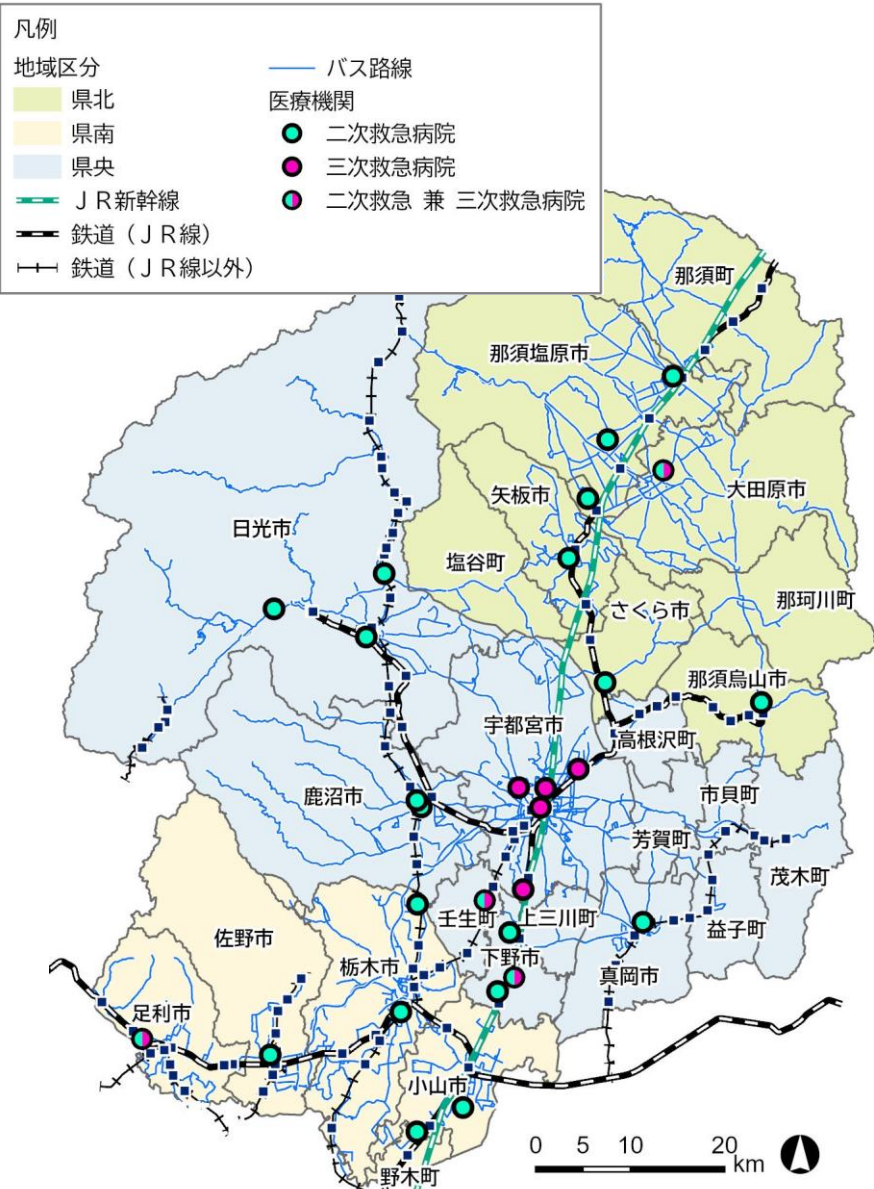 凡例
地域区分
県北
県南
県央
ＪＲ新幹線
鉄道（ＪＲ線）
鉄道（ＪＲ線以外）
バス路線
医療機関
二次救急病院
三次救急病院
二次救急 兼 三次救急病院
那須町
那須塩原市
矢板市
大田原市
日光市
塩谷町
さくら市
那珂川町
那須烏山市
宇都宮市
高根沢町
鹿沼市
市貝町
芳賀町
茂木町
壬生町
上三川町
益子町
佐野市
栃木市
下野市
真岡市
足利市
小山市
野木町
0 5 10 20
km